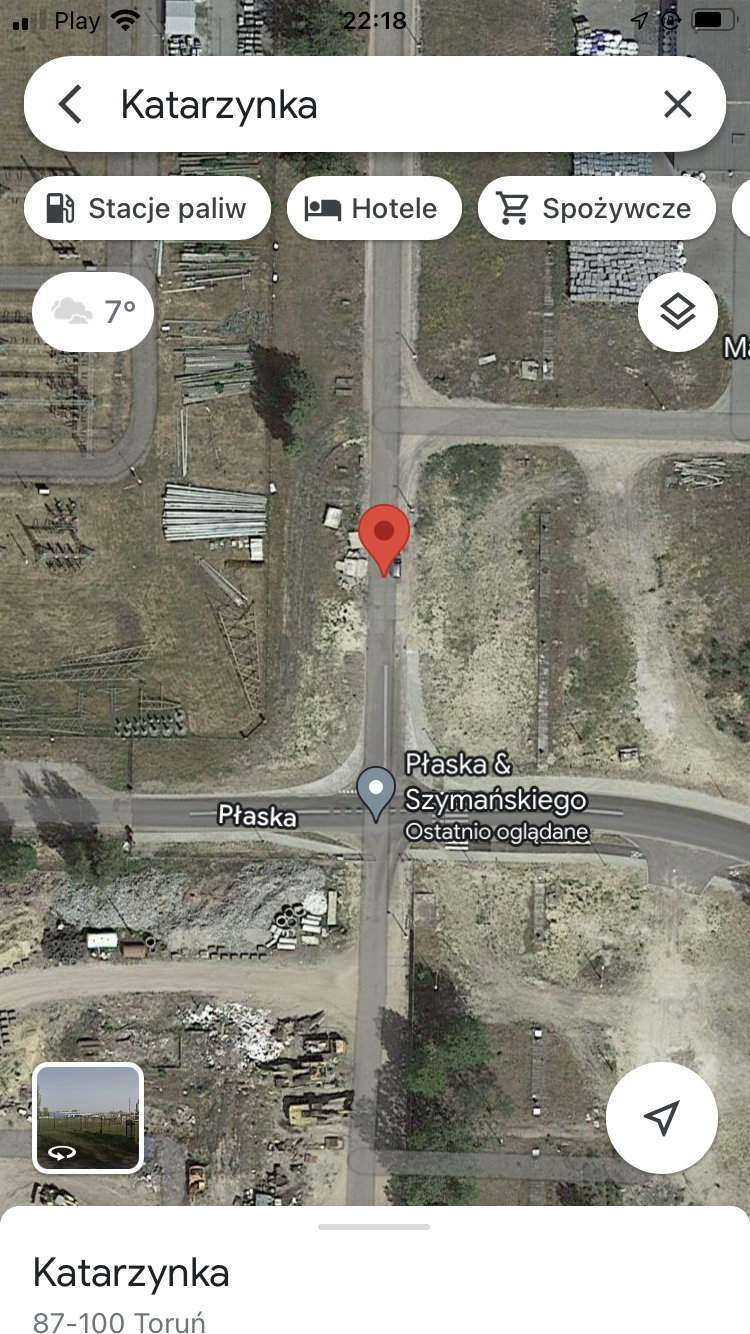 Play 22:18
Katarzynka
Stacje paliw Hotele Spożywcze
7°
Ma
Płaska &
Szymańskiego
Ostatnio oglądane
Płaska
Katarzynka
87-100 Toruń